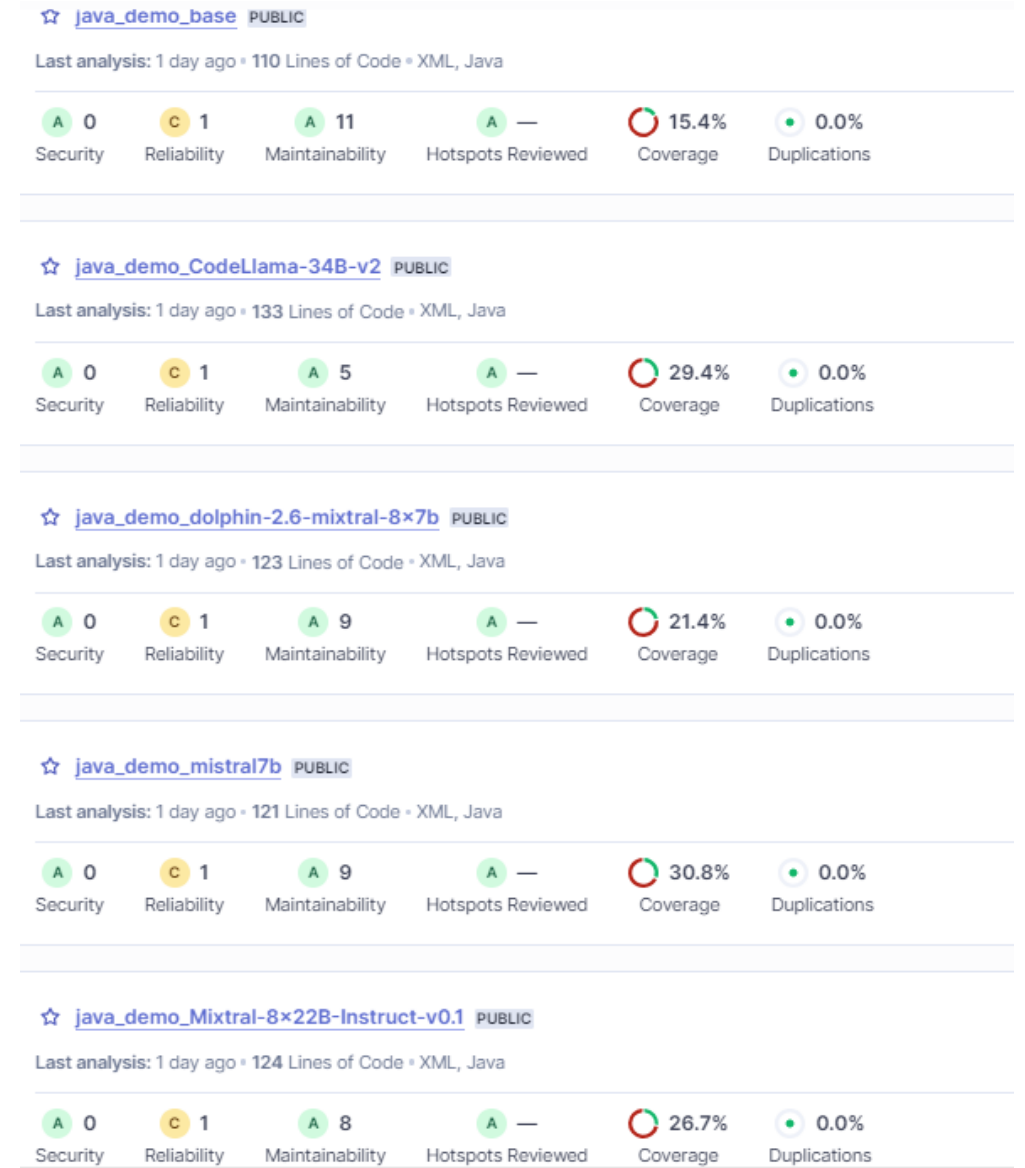 java_demo_base PUBLIC
Last analysis: 1 day ago • 110 Lines of Code • XML, Java
A 0 C 1 A 11 A — 15.4% 0.0%
Security Reliability Maintainability Hotspots Reviewed Coverage Duplications
java_demo_CodeLlama-34B-v2 PUBLIC
Last analysis: 1 day ago • 133 Lines of Code • XML, Java
A 0 C 1 A 5 A — 29.4% 0.0%
Security Reliability Maintainability Hotspots Reviewed Coverage Duplications
java_demo_dolphin-2.6-mixtral-8×7b PUBLIC
Last analysis: 1 day ago • 123 Lines of Code • XML, Java
A 0 C 1 A 9 A — 21.4% 0.0%
Security Reliability Maintainability Hotspots Reviewed Coverage Duplications
java_demo_mistral7b PUBLIC
Last analysis: 1 day ago • 121 Lines of Code • XML, Java
A 0 C 1 A 9 A — 30.8% 0.0%
Security Reliability Maintainability Hotspots Reviewed Coverage Duplications
java_demo_Mixtral-8×22B-Instruct-v0.1 PUBLIC
Last analysis: 1 day ago • 124 Lines of Code • XML, Java
A 0 C 1 A 8 A — 26.7% 0.0%
Security Reliability Maintainability Hotspots Reviewed Coverage Duplications